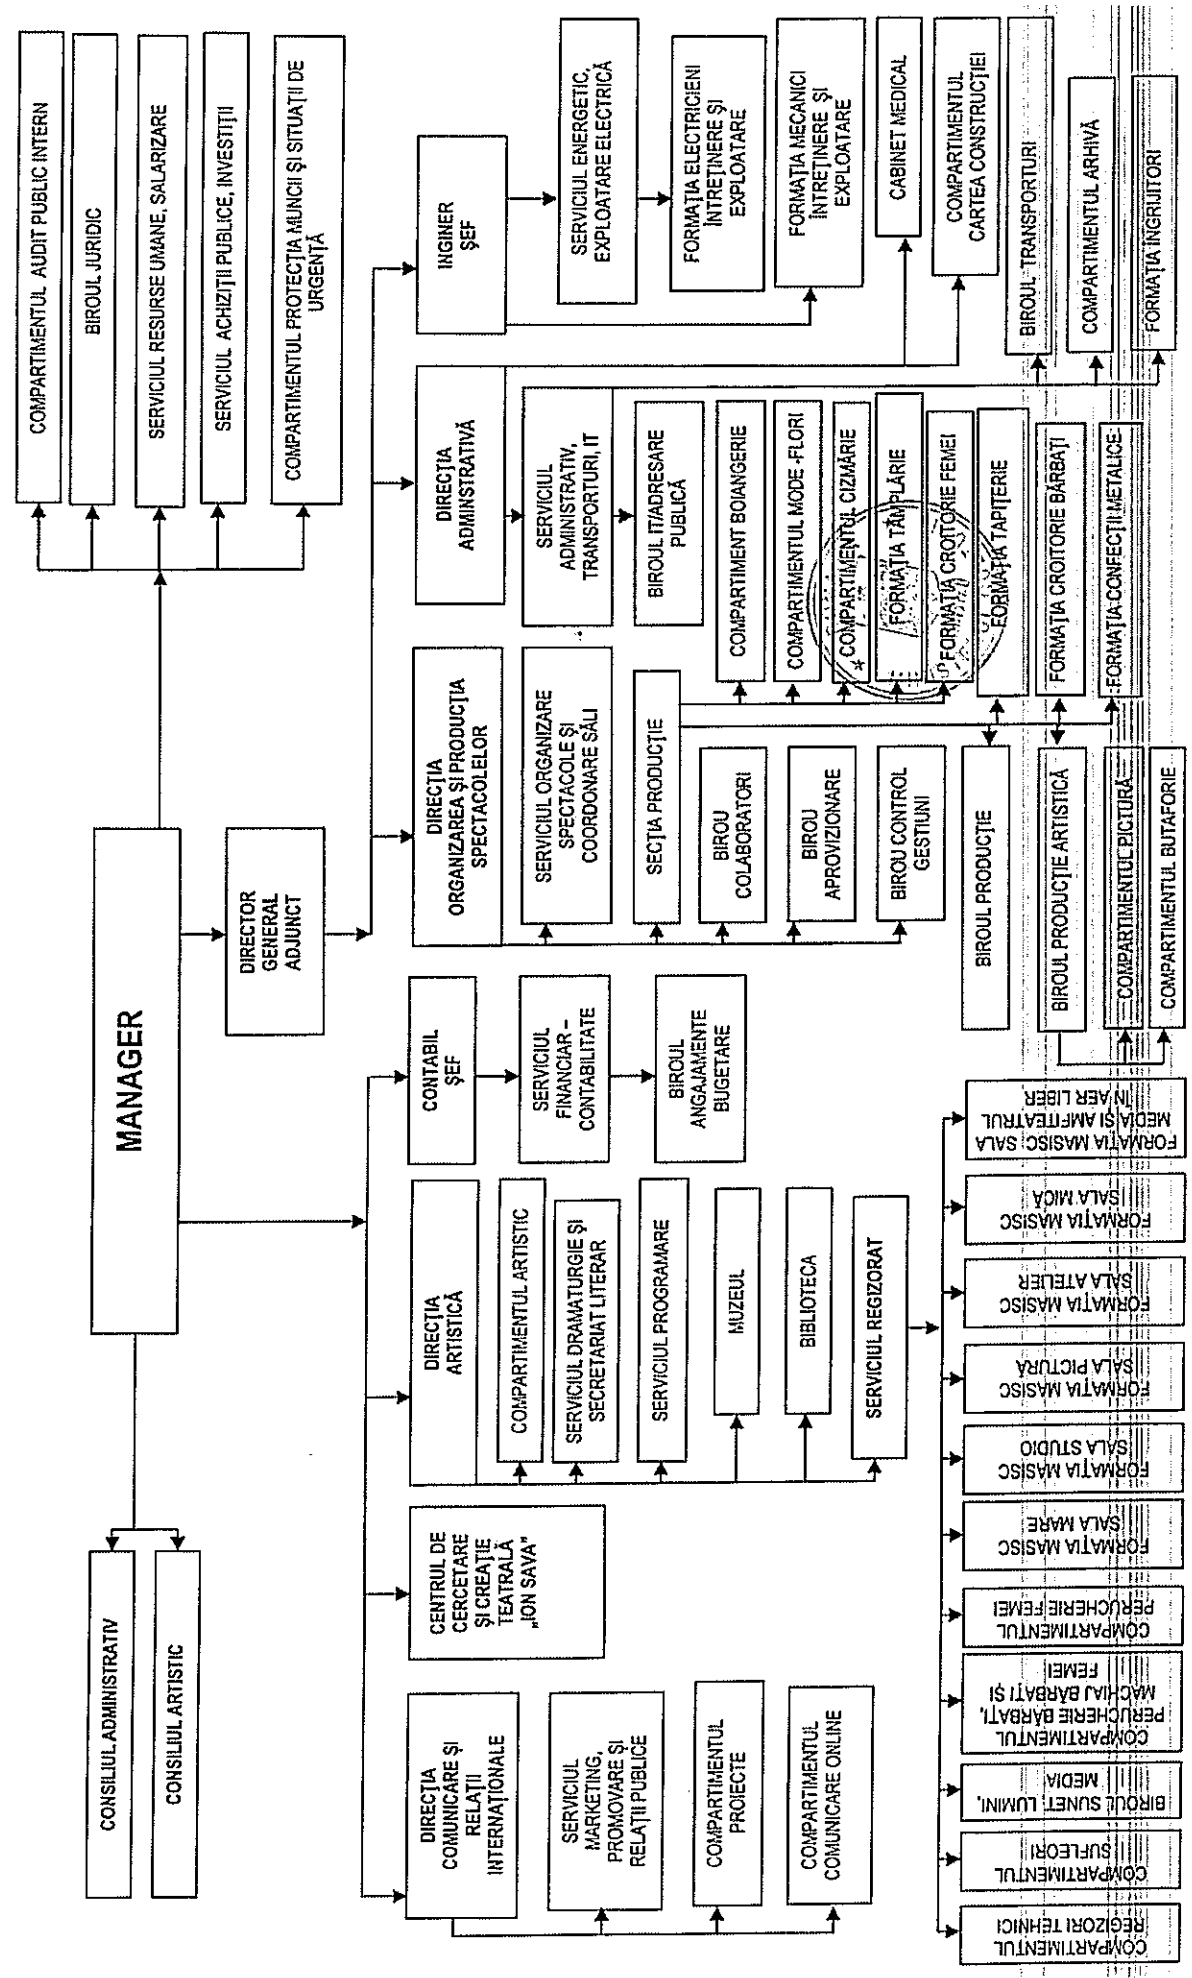 CONSILIUL ADMINISTRATIV
CONSILIUL ARTISTIC
MANAGER
COMPARTIMENTUL AUDIT PUBLIC INTERN
BIROUL JURIDIC
SERVICIUL RESURSE UMANE, SALARIZARE
SERVICIUL ACHIZIȚII PUBLICE, INVESTIȚII
COMPARTIMENTUL PROTECȚIA MUNCII ȘI SITUAȚII DE
URGENȚĂ
DIRECTOR
GENERAL
ADJUNCT
DIRECȚIA
COMUNICARE ȘI
RELAȚII
INTERNAȚIONALE
SERVICIUL
MARKETING,
PROMOVARE ȘI
RELAȚII PUBLICE
COMPARTIMENTUL
PROIECTE
COMPARTIMENTUL
COMUNICARE ONLINE
CENTRUL DE
CERCETARE
ȘI CREAȚIE
TEATRALĂ
„ION SAVA"
DIRECȚIA
ARTISTICĂ
COMPARTIMENTUL ARTISTIC
SERVICIUL DRAMATURGIE ȘI
SECRETARIAT LITERAR
SERVICIUL PROGRAMARE
MUZEUL
BIBLIOTECA
SERVICIUL REGIZORAT
COMPARTIMENTUL
REGIZORI TEHNICI
COMPARTIMENTUL
SUFLEORI
BIROUL SUNET, LUMINI,
MEDIA
COMPARTIMENTUL
PERUCHERIE BĂRBAȚI,
MACHIAJ BĂRBAȚI ȘI
FEMEI
COMPARTIMENTUL
PERUCHERIE FEMEI
FORMAȚIA MASISC
SALA MARE
FORMAȚIA MASISC
SALA STUDIO
FORMAȚIA MASISC
SALA PICTURĂ
FORMAȚIA MASISC
SALA ATELIER
FORMAȚIA MASISC
SALA MICĂ
FORMAȚIA MASISC SALA
MEDIA ȘI AMFITEATRUL
ÎN AER LIBER
CONTABIL
ȘEF
SERVICIUL
FINANCIAR –
CONTABILITATE
BIROUL
ANGAJAMENTE
BUGETARE
DIRECȚIA
ORGANIZAREA ȘI PRODUCȚIA
SPECTACOLELOR
SERVICIUL ORGANIZARE
SPECTACOLE ȘI
COORDONARE SĂLI
SECȚIA PRODUCȚIE
BIROU
COLABORATORI
BIROU
APROVIZIONARE
BIROU CONTROL
GESTIUNI
BIROUL PRODUCȚIE
BIROUL PRODUCȚIE ARTISTICĂ
COMPARTIMENTUL PICTURĂ
COMPARTIMENTUL BUTAFORIE
COMPARTIMENT BOIANGERIE
COMPARTIMENTUL MODE -FLORI
COMPARTIMENTUL CIZMĂRIE
FORMAȚIA TÂMPLĂRIE
FORMAȚIA CROITORIE FEMEI
FORMAȚIA TAPIȚERIE
FORMAȚIA CROITORIE BĂRBAȚI
FORMAȚIA CONFECȚII METALICE
DIRECȚIA
ADMINSTRATIVĂ
SERVICIUL
ADMINISTRATIV,
TRANSPORTURI, IT
BIROUL IT/ADRESARE
PUBLICĂ
BIROUL TRANSPORTURI
COMPARTIMENTUL ARHIVĂ
FORMAȚIA ÎNGRIJITORI
CABINET MEDICAL
COMPARTIMENTUL
CARTEA CONSTRUCȚIEI
INGINER
ȘEF
SERVICIUL ENERGETIC,
EXPLOATARE ELECTRICĂ
FORMAȚIA ELECTRICIENI
ÎNTREȚINERE ȘI
EXPLOATARE
FORMAȚIA MECANICI
ÎNTREȚINERE ȘI
EXPLOATARE